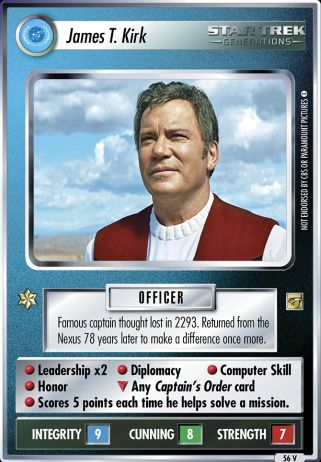 James T. Kirk
STAR TREK
GENERATIONS
NOT ENDORSED BY CBS OR PARAMOUNT PICTURES
OFFICER
Famous captain thought lost in 2293. Returned from the
Nexus 78 years later to make a difference once more.
Leadership x2 Diplomacy Computer Skill
Honor Any Captain's Order card
Scores 5 points each time he helps solve a mission.
INTEGRITY 9 CUNNING 8 STRENGTH 7
56 V